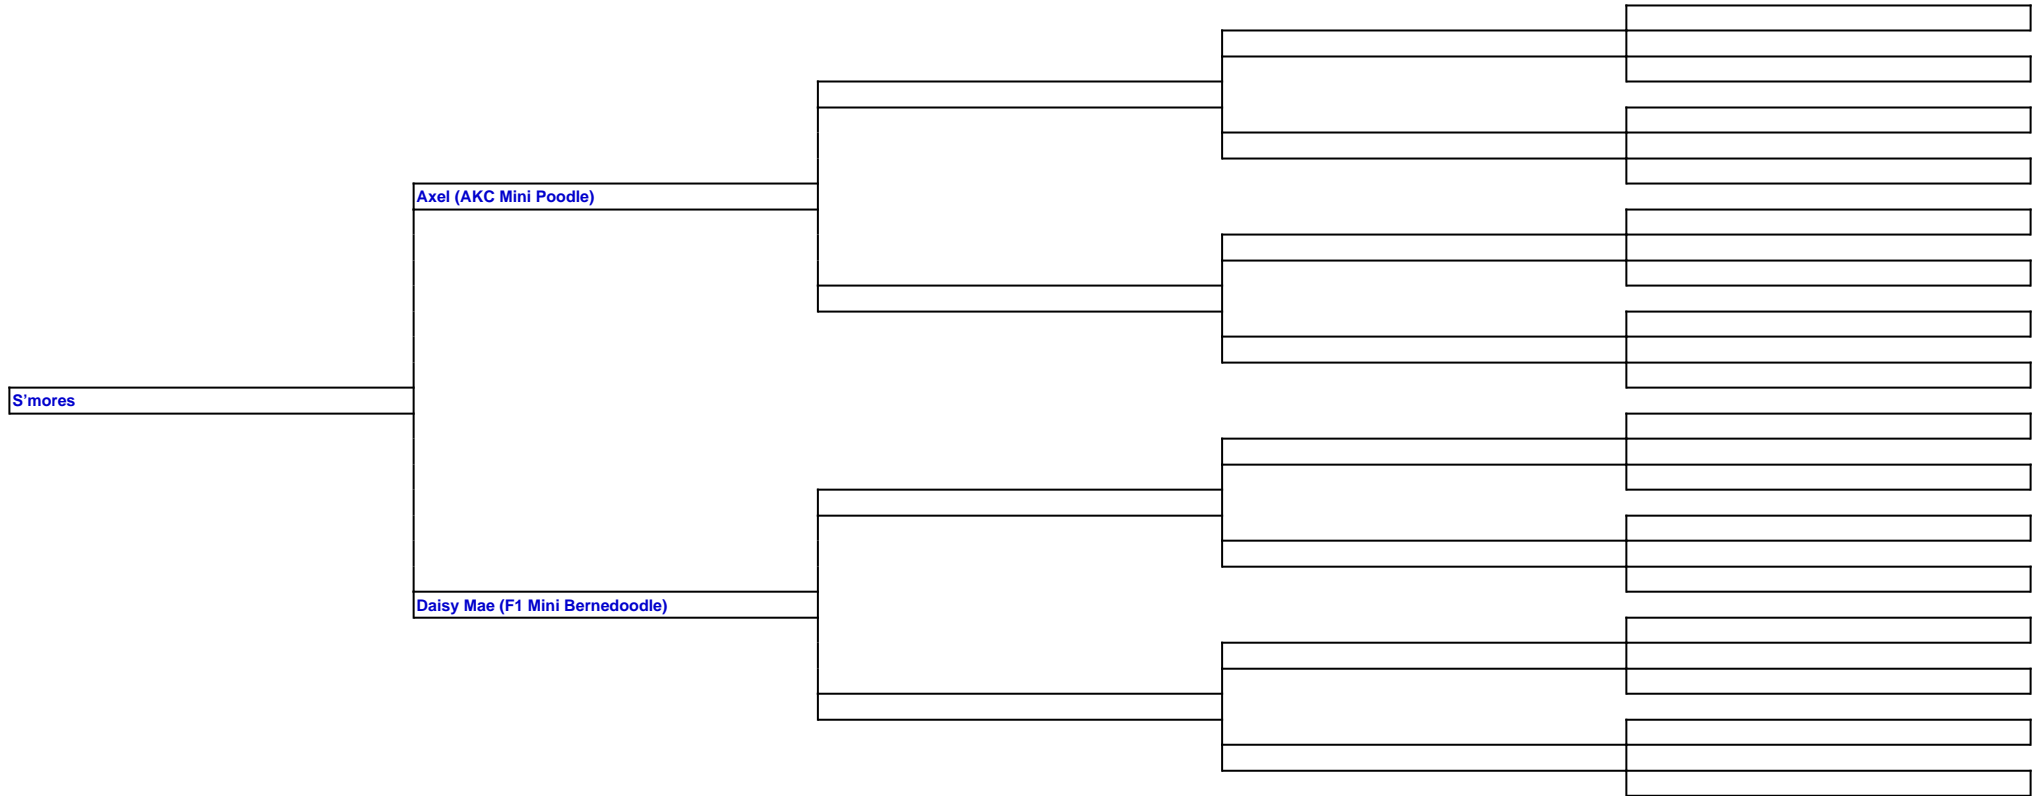 Axel (AKC Mini Poodle)
S’mores
Daisy Mae (F1 Mini Bernedoodle)